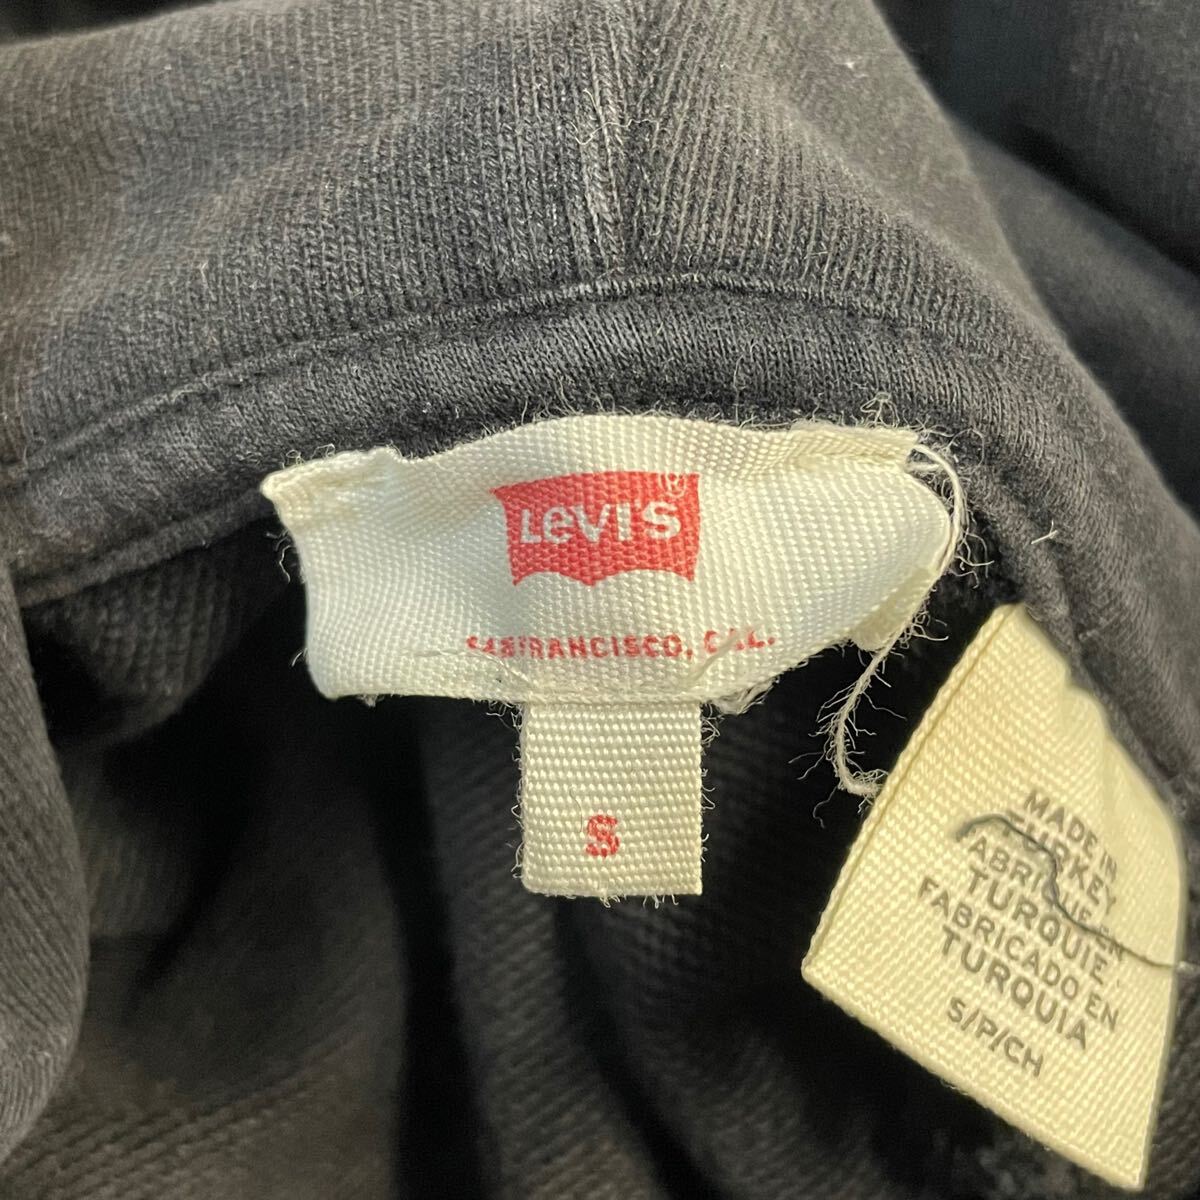 LEVI'S®
SAN FRANCISCO, CAL.
S
MADE IN
TURKEY
FABRIQUE EN
TURQUIE
FABRICADO EN
TURQUIA
S/P/CH